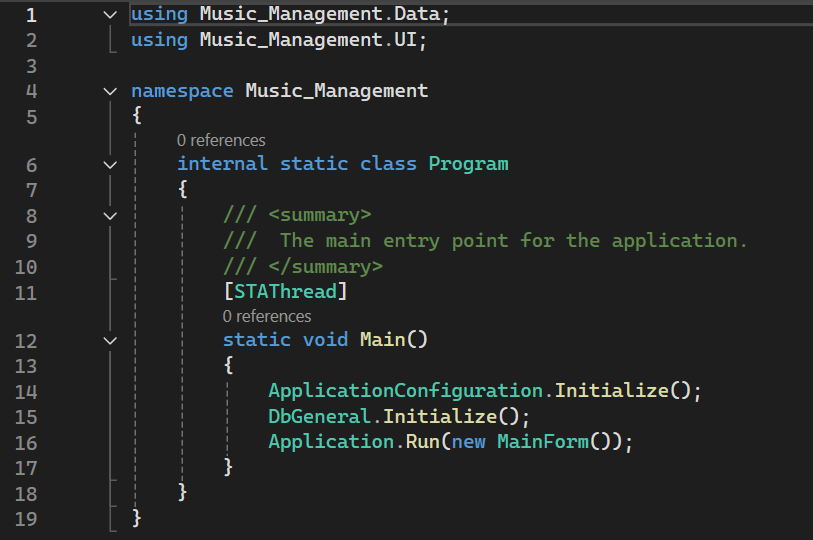 1 using Music_Management.Data;
2 using Music_Management.UI;
3
4 namespace Music_Management
5 {
0 references
6 internal static class Program
7 {
8 /// <summary>
9 ///  The main entry point for the application.
10 /// </summary>
11 [STAThread]
0 references
12 static void Main()
13 {
14 ApplicationConfiguration.Initialize();
15 DbGeneral.Initialize();
16 Application.Run(new MainForm());
17 }
18 }
19 }